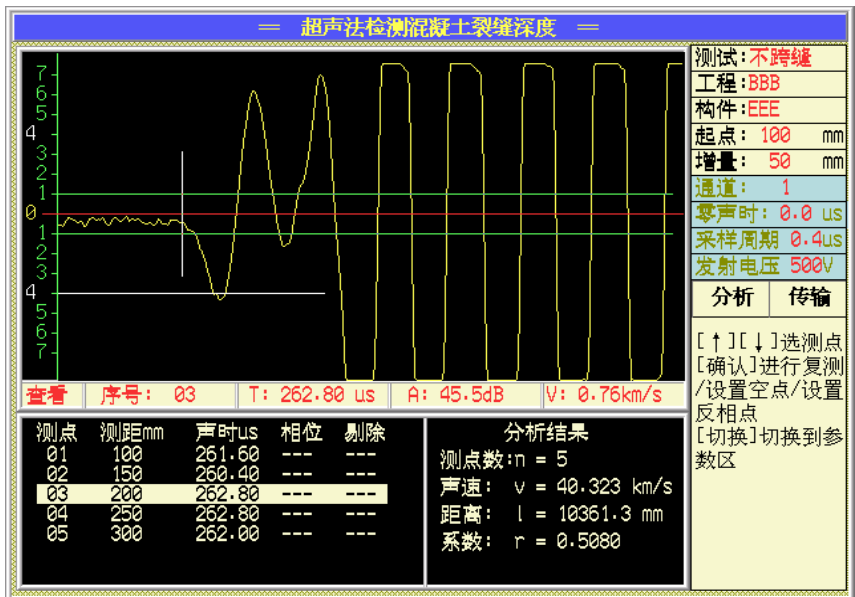 == 超声法检测混凝土裂缝深度 ==
7
6
5
4
3
2
1
0
1
2
3
4
5
6
7
查看 序号: 03 T: 262.80 us A: 45.5dB V: 0.76km/s
测点 测距mm 声时us 相位 剔除
01 100 261.60 --- ---
02 150 260.40 --- ---
03 200 262.80 --- ---
04 250 262.80 --- ---
05 300 262.00 --- ---
分析结果
测点数:n = 5
声速: v = 40.323 km/s
距离: l = 10361.3 mm
系数: r = 0.5080
测试:不跨缝
工程:BBB
构件:EEE
起点: 100 mm
增量: 50 mm
通道: 1
零声时: 0.0 us
采样周期 0.4us
发射电压 500V
分析 传输
[↑][↓]选测点
[确认]进行复测
/设置空点/设置
反相点
[切换]切换到参
数区